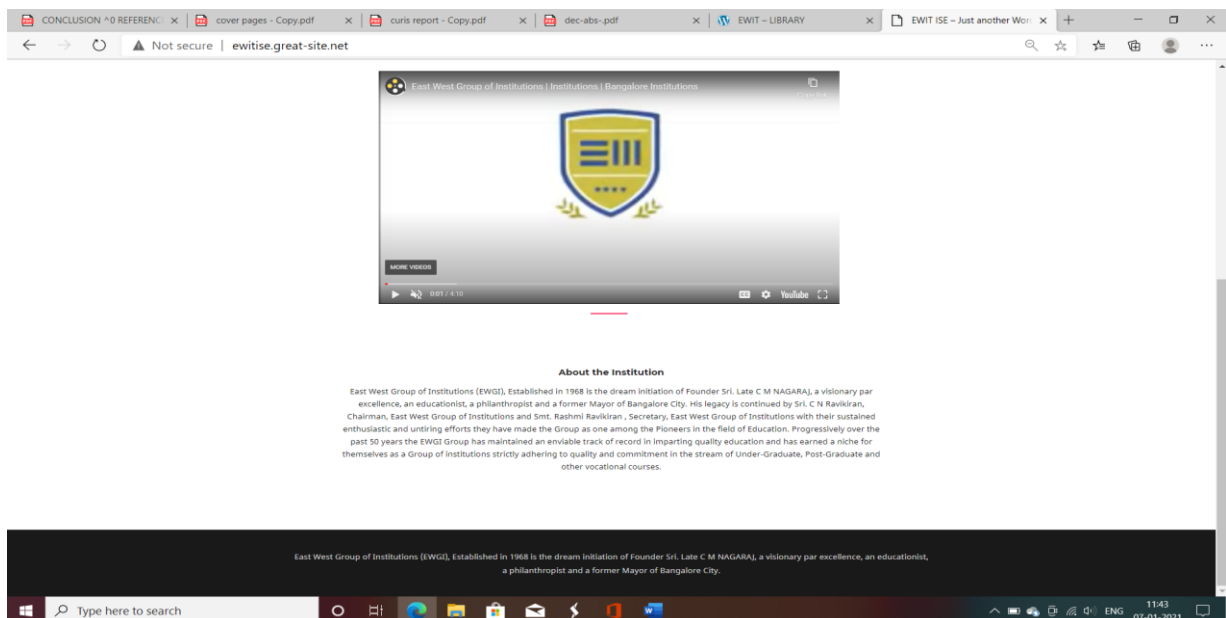 CONCLUSION ^0 REFERENC
cover pages - Copy.pdf
curis report - Copy.pdf
dec-abs-.pdf
EWIT – LIBRARY
EWIT ISE – Just another Wor
Not secure | ewitise.great-site.net
East West Group of Institutions | Institutions | Bangalore Institutions
MORE VIDEOS
0:01 / 4:10
CC
YouTube
About the Institution
East West Group of Institutions (EWGI), Established in 1968 is the dream initiation of Founder Sri. Late C M NAGARAJ, a visionary par
excellence, an educationist, a philanthropist and a former Mayor of Bangalore City. His legacy is continued by Sri. C N Ravikiran,
Chairman, East West Group of Institutions and Smt. Rashmi Ravikiran , Secretary, East West Group of Institutions with their sustained
enthusiastic and untiring efforts they have made the Group as one among the Pioneers in the field of Education. Progressively over the
past 50 years the EWGI Group has maintained an enviable track of record in imparting quality education and has earned a niche for
themselves as a Group of institutions strictly adhering to quality and commitment in the stream of Under-Graduate, Post-Graduate and
other vocational courses.
East West Group of Institutions (EWGI), Established in 1968 is the dream initiation of Founder Sri. Late C M NAGARAJ, a visionary par excellence, an educationist,
a philanthropist and a former Mayor of Bangalore City.
Type here to search
ENG
11:43
07-01-2021